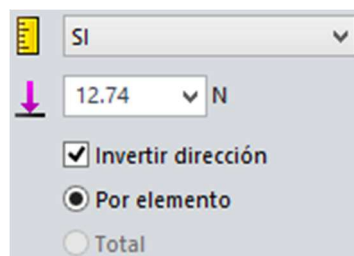 SI
12.74 N
Invertir dirección
Por elemento
Total